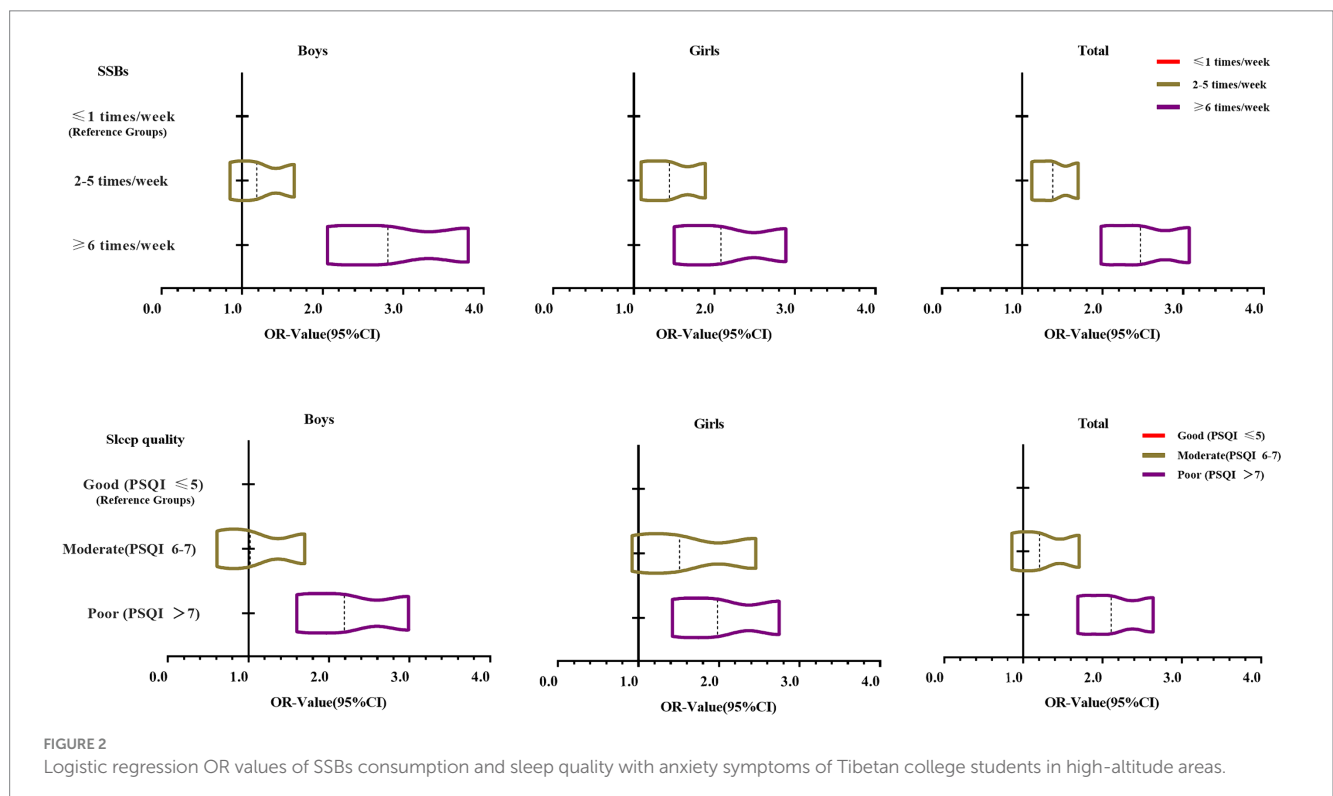 Boys
Girls
Total
SSBs
≤1 times/week
2-5 times/week
≥6 times/week
≤1 times/week
(Reference Groups)
2-5 times/week
≥6 times/week
0.0 1.0 2.0 3.0 4.0
OR-Value(95%CI)
0.0 1.0 2.0 3.0 4.0
OR-Value(95%CI)
0.0 1.0 2.0 3.0 4.0
OR-Value(95%CI)
Boys
Girls
Total
Sleep quality
Good (PSQI ≤5)
Moderate(PSQI 6-7)
Poor (PSQI >7)
Good (PSQI ≤5)
(Reference Groups)
Moderate(PSQI 6-7)
Poor (PSQI >7)
0.0 1.0 2.0 3.0 4.0
OR-Value(95%CI)
0.0 1.0 2.0 3.0 4.0
OR-Value(95%CI)
0.0 1.0 2.0 3.0 4.0
OR-Value(95%CI)
FIGURE 2
Logistic regression OR values of SSBs consumption and sleep quality with anxiety symptoms of Tibetan college students in high-altitude areas.